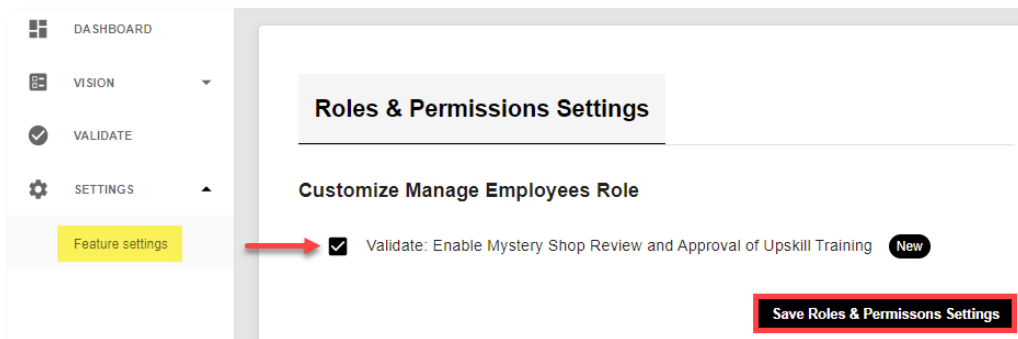 DASHBOARD
VISION
VALIDATE
SETTINGS
Feature settings
Roles & Permissions Settings
Customize Manage Employees Role
Validate: Enable Mystery Shop Review and Approval of Upskill Training New
Save Roles & Permissons Settings